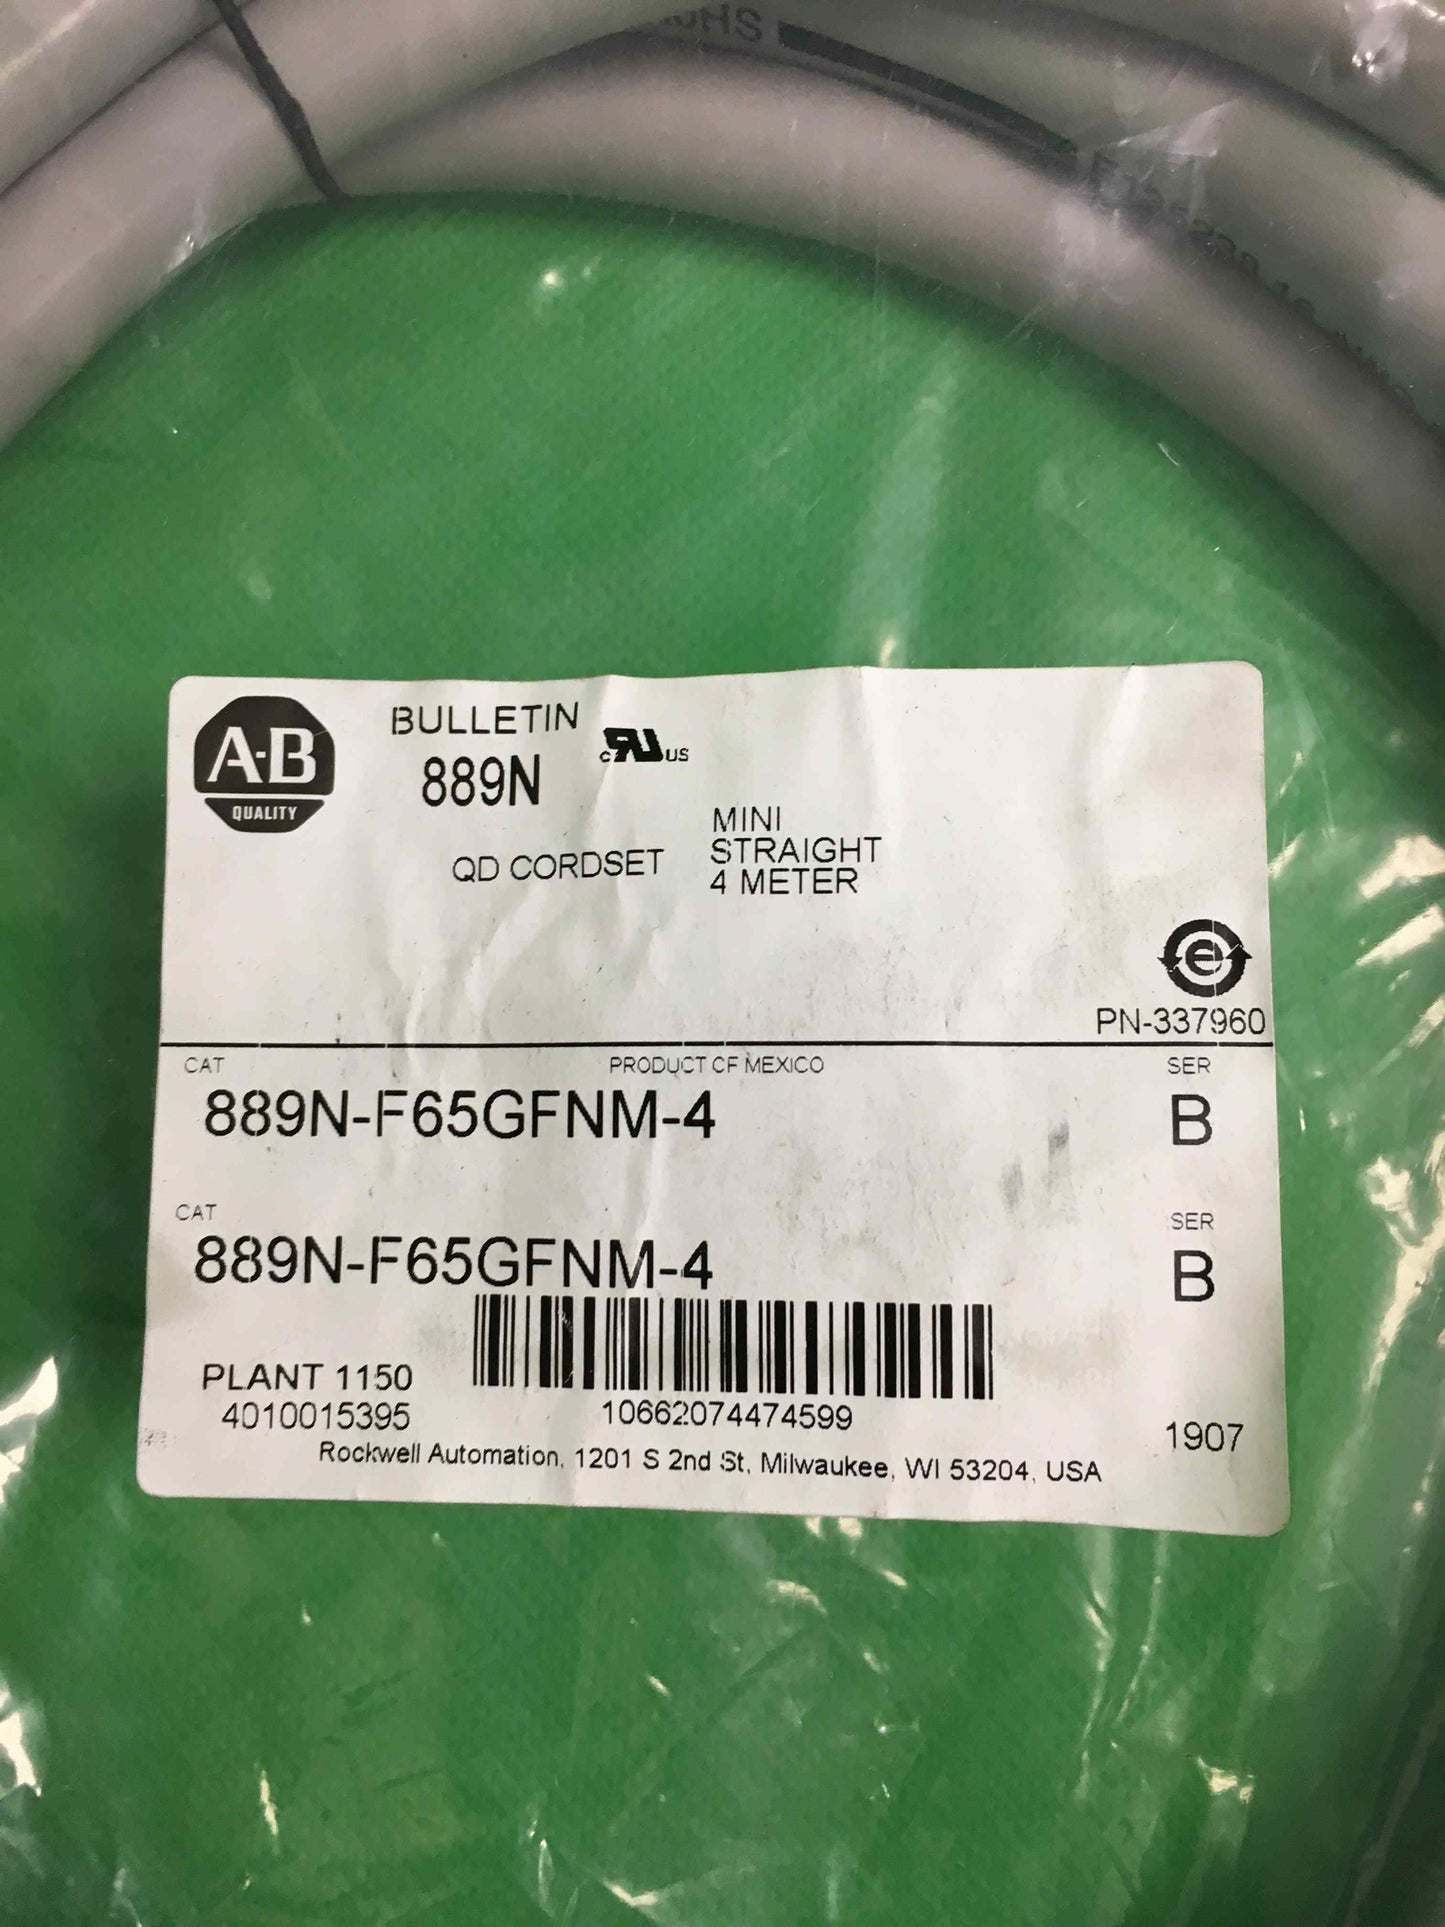 A-B
QUALITY
BULLETIN
889N
c RU US
QD CORDSET
MINI
STRAIGHT
4 METER
e
PN-337960
CAT
PRODUCT OF MEXICO
SER
889N-F65GFNM-4
B
CAT
SER
889N-F65GFNM-4
B
PLANT 1150
4010015395
10662074474599
1907
Rockwell Automation, 1201 S 2nd St, Milwaukee, WI 53204, USA